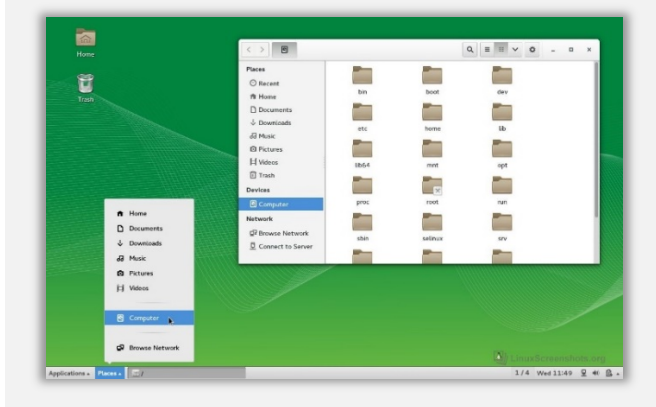 Home
Trash
Places
Recent
Home
Documents
Downloads
Music
Pictures
Videos
Trash
Devices
Computer
Network
Browse Network
Connect to Server
bin boot dev
etc home lib
lib64 mnt opt
proc root run
sbin selinux srv
Home
Documents
Downloads
Music
Pictures
Videos
Computer
Browse Network
LinuxScreenshots.org
Applications Places / 1 / 4 Wed 11:49